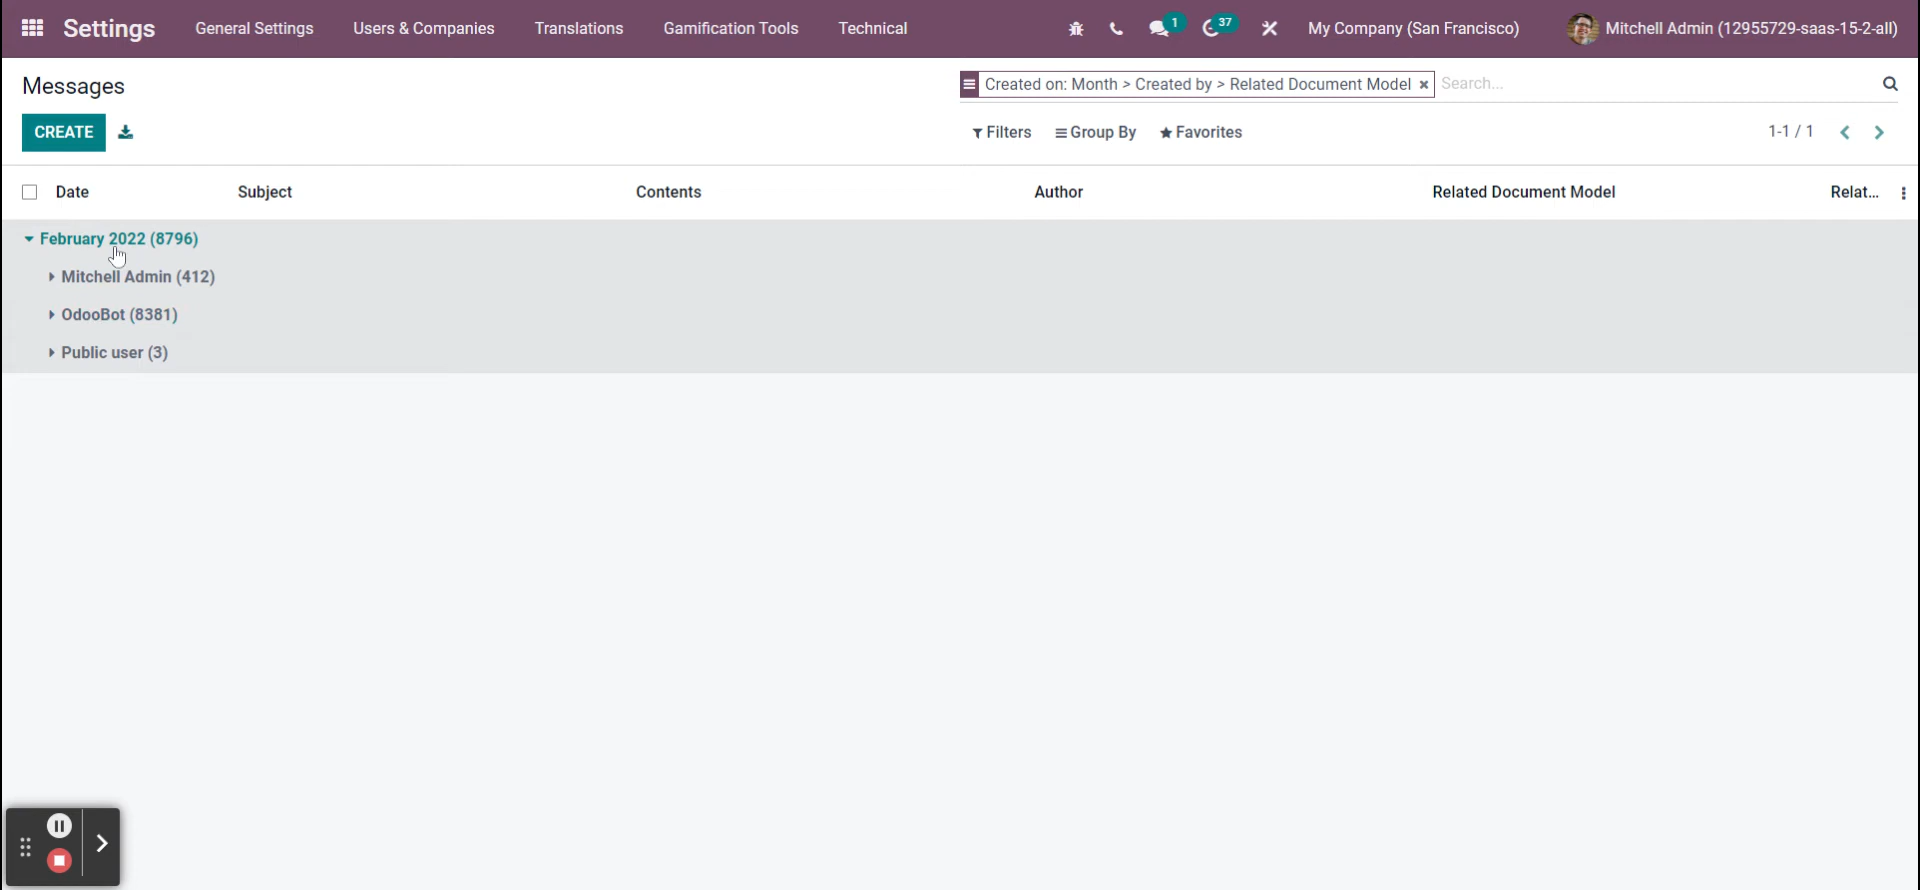 Settings General Settings Users & Companies Translations Gamification Tools Technical 1 37 My Company (San Francisco) Mitchell Admin (12955729-saas-15-2-all)
Messages
Created on: Month > Created by > Related Document Model × Search...
CREATE Filters Group By Favorites 1-1 / 1
Date Subject Contents Author Related Document Model Relat...
February 2022 (8796)
Mitchell Admin (412)
OdooBot (8381)
Public user (3)